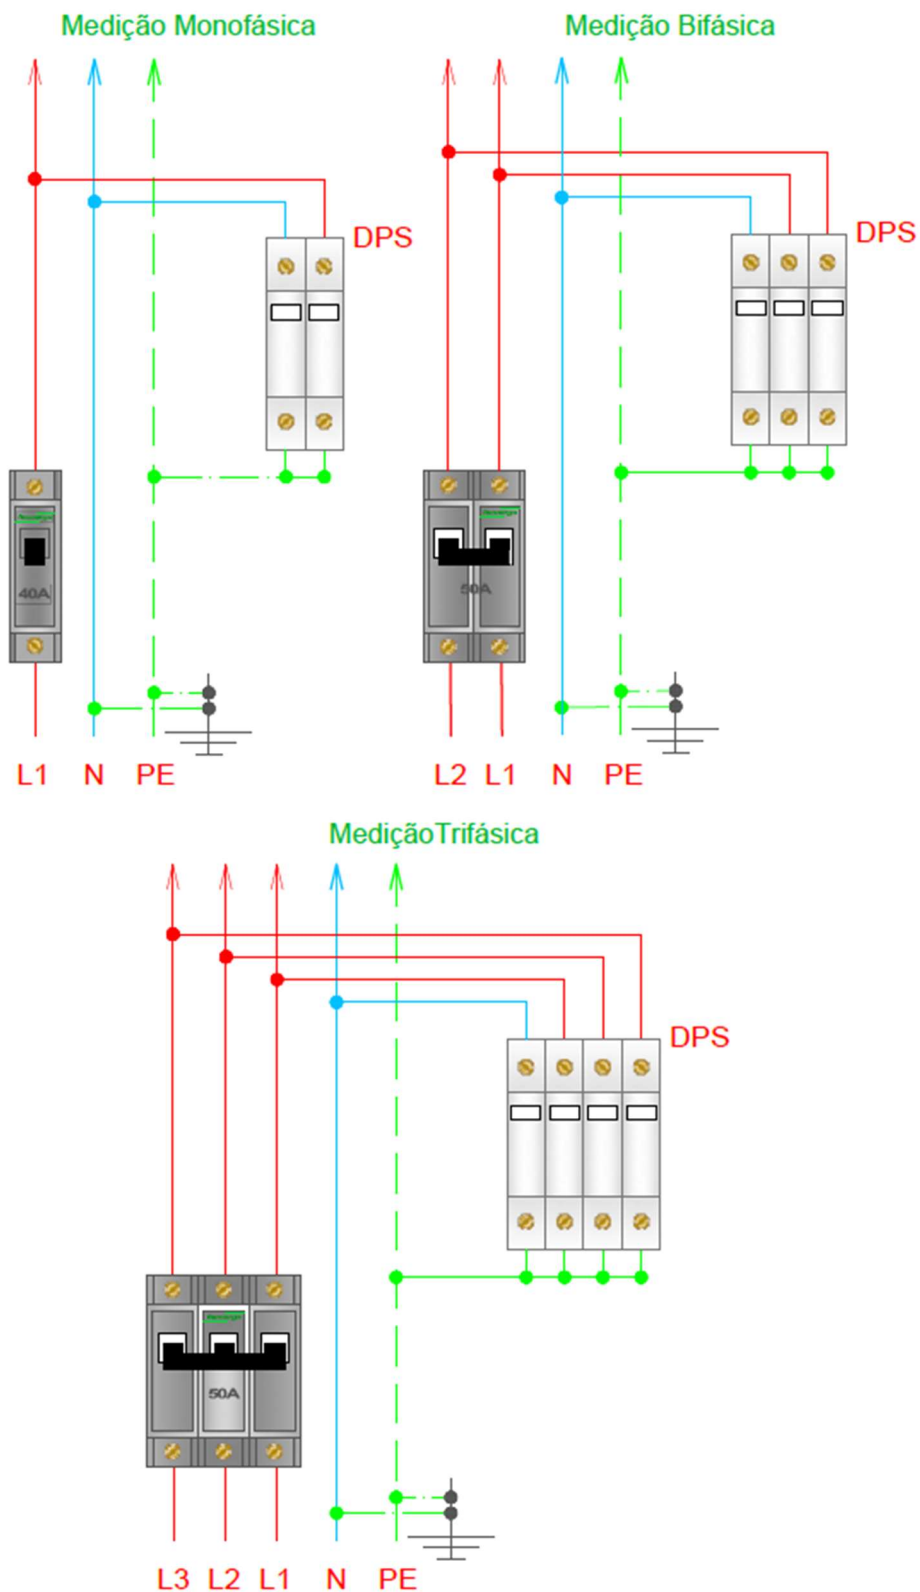 Medição Monofásica
Medição Bifásica
DPS
DPS
40A
50A
L1 N PE
L2 L1 N PE
MediçãoTrifásica
DPS
50A
L3 L2 L1 N PE